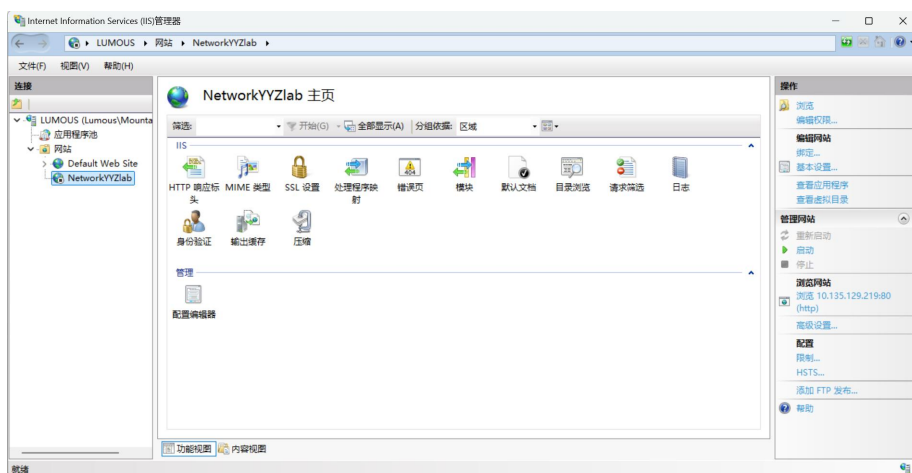 Internet Information Services (IIS)管理器
LUMOUS
网站
NetworkYYZlab
文件(F) 视图(V) 帮助(H)
连接
LUMOUS (Lumous\Mounta
应用程序池
网站
Default Web Site
NetworkYYZlab
NetworkYYZlab 主页
筛选: 开始(G) 全部显示(A) 分组依据: 区域
IIS
HTTP 响应标头
MIME 类型
SSL 设置
处理程序映射
错误页
404
模块
默认文档
目录浏览
请求筛选
日志
身份验证
输出缓存
压缩
管理
配置编辑器
功能视图 内容视图
就绪
操作
浏览
编辑权限...
编辑网站
绑定...
基本设置...
查看应用程序
查看虚拟目录
管理网站
重新启动
启动
停止
浏览网站
浏览 10.135.129.219:80
(http)
高级设置...
配置
限制...
HSTS...
添加 FTP 发布...
帮助